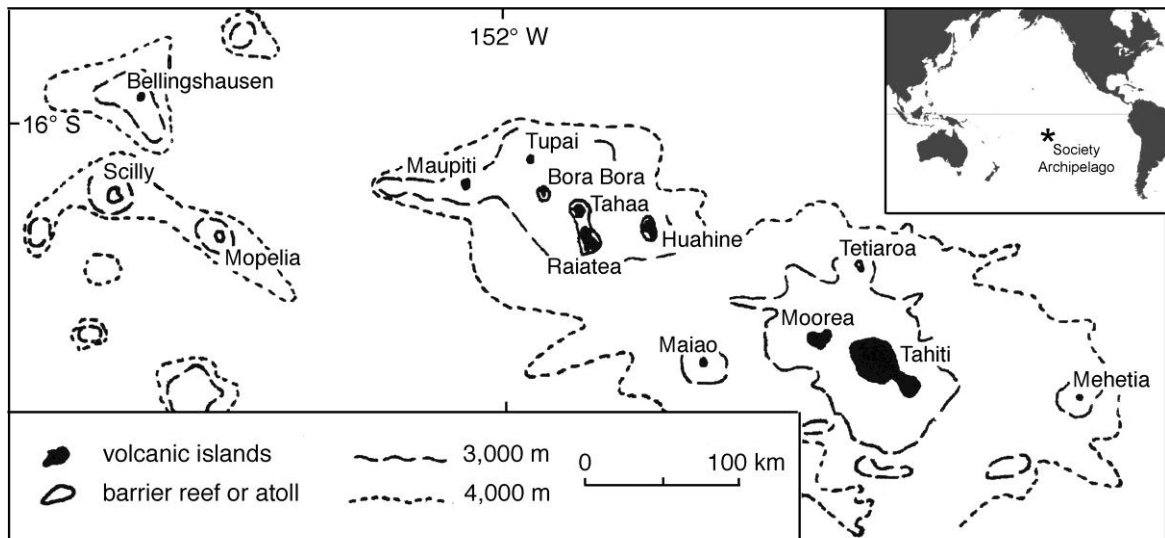 152° W
Bellingshausen
16° S
Tupai
Maupiti
Scilly
Bora Bora
Tahaa
Huahine
Mopelia
Raiatea
Tetiaroa
Moorea
Maiao
Tahiti
Mehetia
*Society
Archipelago
volcanic islands
3,000 m
0 100 km
barrier reef or atoll
4,000 m